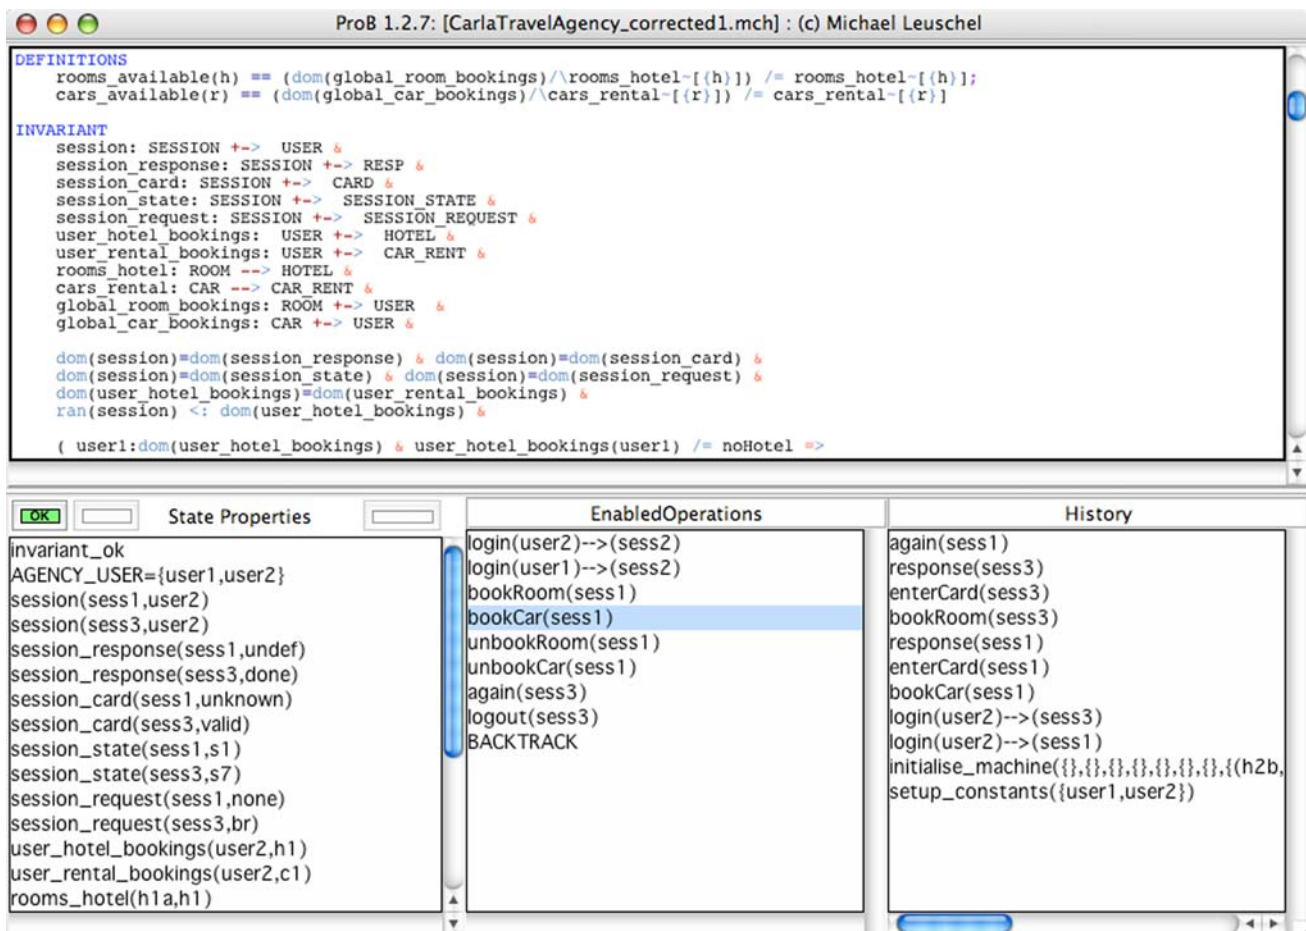 ProB 1.2.7: [CarlaTravelAgency_corrected1.mch] : (c) Michael Leuschel
DEFINITIONS
rooms_available(h) == (dom(global_room_bookings)/\rooms_hotel~[{h}]) /= rooms_hotel~[{h}];
cars_available(r) == (dom(global_car_bookings)/\cars_rental~[{r}]) /= cars_rental~[{r}]
INVARIANT
session: SESSION +-> USER &
session_response: SESSION +-> RESP &
session_card: SESSION +-> CARD &
session_state: SESSION +-> SESSION_STATE &
session_request: SESSION +-> SESSION_REQUEST &
user_hotel_bookings: USER +-> HOTEL &
user_rental_bookings: USER +-> CAR_RENT &
rooms_hotel: ROOM --> HOTEL &
cars_rental: CAR --> CAR_RENT &
global_room_bookings: ROOM +-> USER &
global_car_bookings: CAR +-> USER &
dom(session)=dom(session_response) & dom(session)=dom(session_card) &
dom(session)=dom(session_state) & dom(session)=dom(session_request) &
dom(user_hotel_bookings)=dom(user_rental_bookings) &
ran(session) <: dom(user_hotel_bookings) &
( user1:dom(user_hotel_bookings) & user_hotel_bookings(user1) /= noHotel =>
OK
State Properties
invariant_ok
AGENCY_USER={user1,user2}
session(sess1,user2)
session(sess3,user2)
session_response(sess1,undef)
session_response(sess3,done)
session_card(sess1,unknown)
session_card(sess3,valid)
session_state(sess1,s1)
session_state(sess3,s7)
session_request(sess1,none)
session_request(sess3,br)
user_hotel_bookings(user2,h1)
user_rental_bookings(user2,c1)
rooms_hotel(h1a,h1)
EnabledOperations
login(user2)-->(sess2)
login(user1)-->(sess2)
bookRoom(sess1)
bookCar(sess1)
unbookRoom(sess1)
unbookCar(sess1)
again(sess3)
logout(sess3)
BACKTRACK
History
again(sess1)
response(sess3)
enterCard(sess3)
bookRoom(sess3)
response(sess1)
enterCard(sess1)
bookCar(sess1)
login(user2)-->(sess3)
login(user2)-->(sess1)
initialise_machine({},{},{},{},{},{},{},{(h2b,
setup_constants({user1,user2})